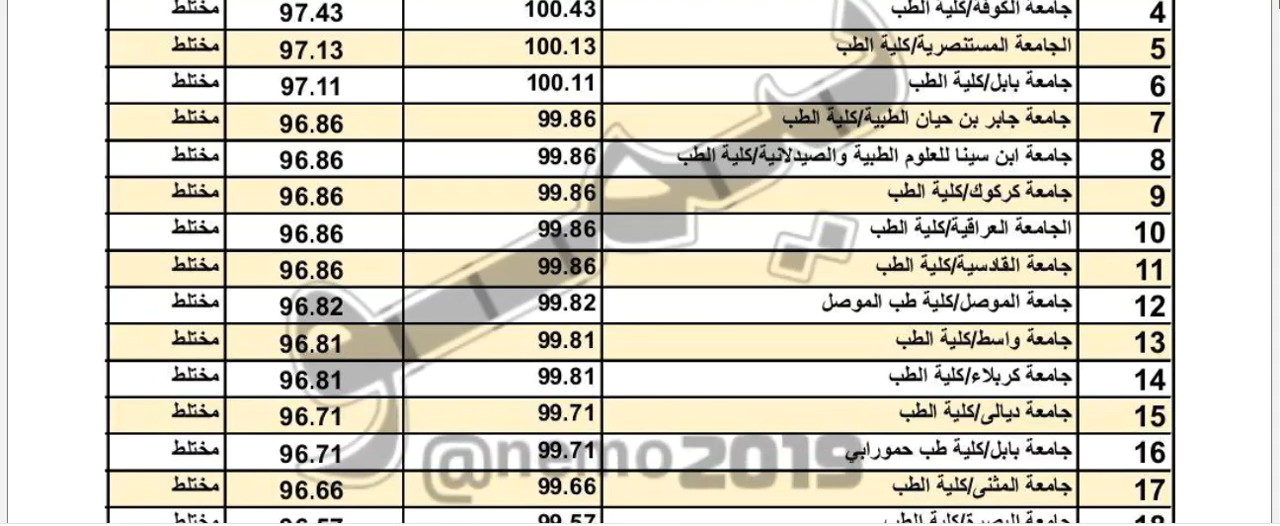 4 جامعة الكوفة/كلية الطب 100.43 97.43 مختلط
5 الجامعة المستنصرية/كلية الطب 100.13 97.13 مختلط
6 جامعة بابل/كلية الطب 100.11 97.11 مختلط
7 جامعة جابر بن حيان الطبية/كلية الطب 99.86 96.86 مختلط
8 جامعة ابن سينا للعلوم الطبية والصيدلانية/كلية الطب 99.86 96.86 مختلط
9 جامعة كركوك/كلية الطب 99.86 96.86 مختلط
10 الجامعة العراقية/كلية الطب 99.86 96.86 مختلط
11 جامعة القادسية/كلية الطب 99.86 96.86 مختلط
12 جامعة الموصل/كلية طب الموصل 99.82 96.82 مختلط
13 جامعة واسط/كلية الطب 99.81 96.81 مختلط
14 جامعة كربلاء/كلية الطب 99.81 96.81 مختلط
15 جامعة ديالى/كلية الطب 99.71 96.71 مختلط
16 جامعة بابل/كلية طب حمورابي 99.71 96.71 مختلط
17 جامعة المثنى/كلية الطب 99.66 96.66 مختلط
18 جامعة البصرة/كلية الطب 99.57 96.57 مختلط
@nemo2019